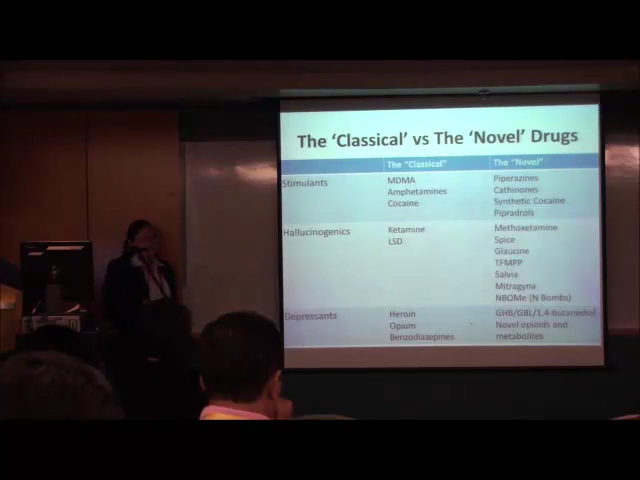 The 'Classical' vs The 'Novel' Drugs
The "Classical" The "Novel"
Stimulants MDMA Piperazines
Amphetamines Cathinones
Cocaine Synthetic Cocaine
Pipradrols
Hallucinogenics Ketamine Methoxetamine
LSD Spice
Glaucine
TFMPP
Salvia
Mitragyna
NBOMe (N Bombs)
Depressants Heroin GHB/GBL/1,4-butanediol
Opium Novel opioids and
Benzodiazepines metabolites